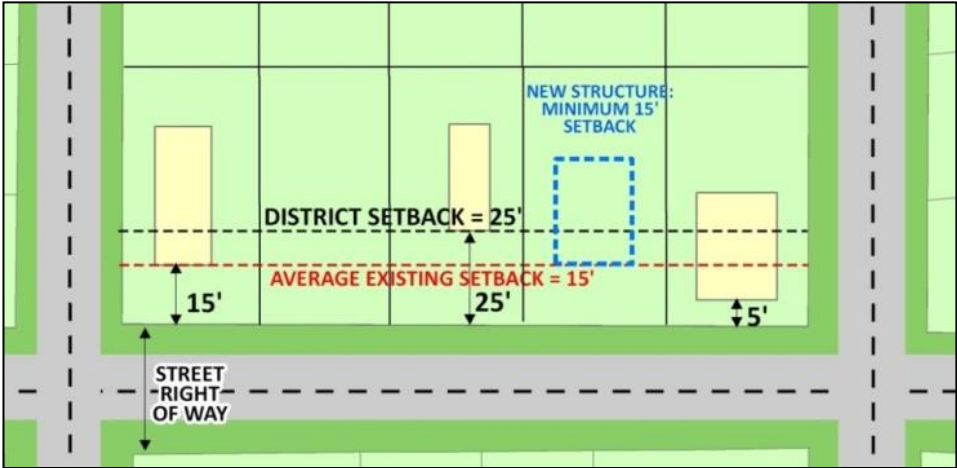 NEW STRUCTURE:
MINIMUM 15'
SETBACK
DISTRICT SETBACK = 25'
AVERAGE EXISTING SETBACK = 15'
15'
25'
5'
STREET
RIGHT
OF WAY